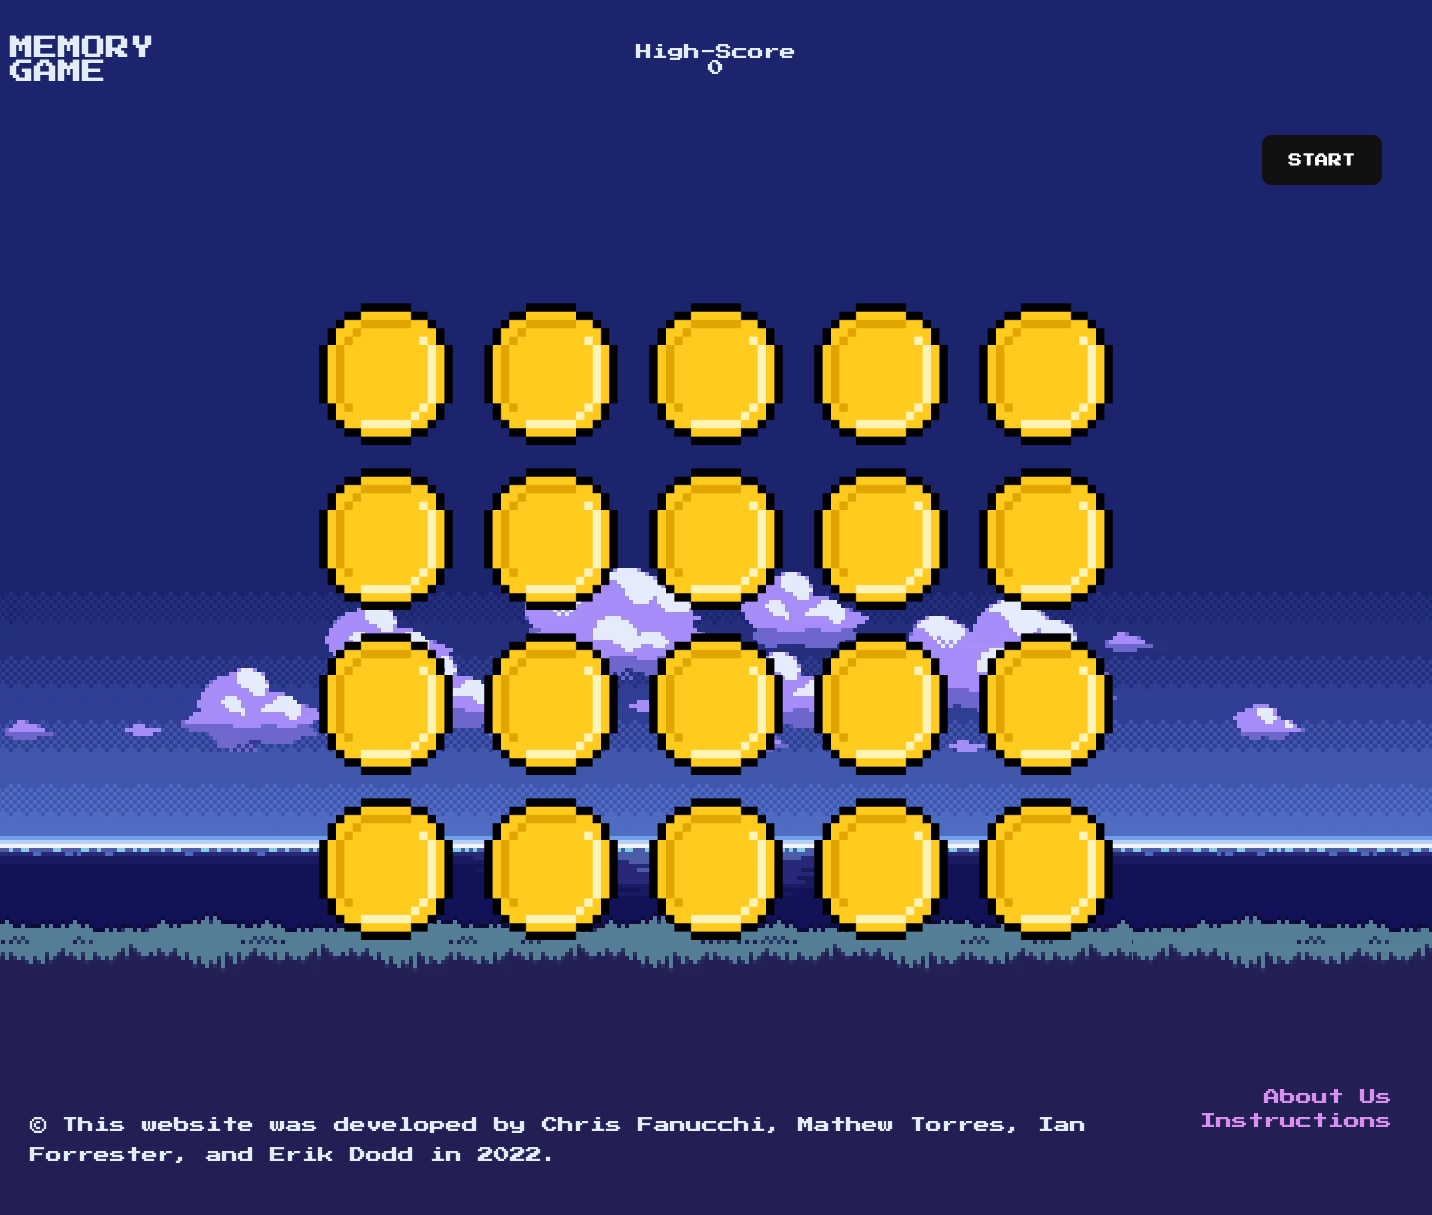 MEMORY
GAME
High-Score
0
START
About Us
Instructions
© This website was developed by Chris Fanucchi, Mathew Torres, Ian
Forrester, and Erik Dodd in 2022.